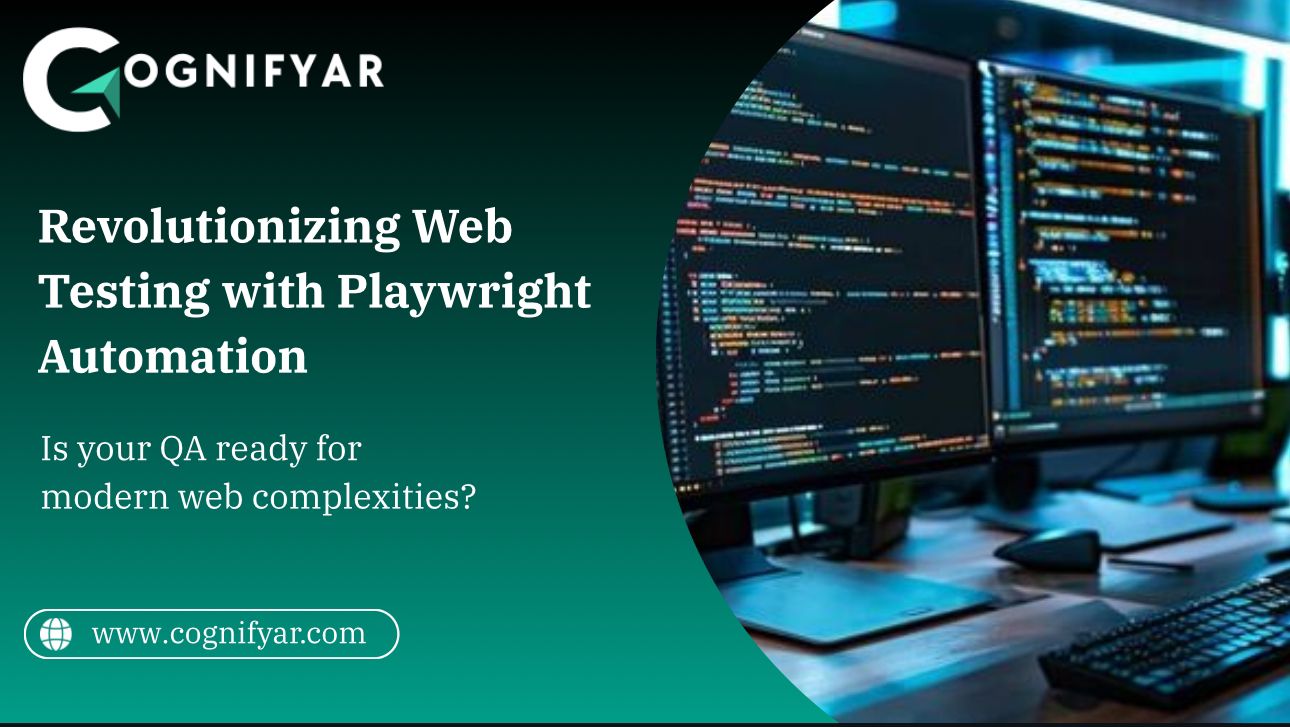 COGNIFYAR
Revolutionizing Web
Testing with Playwright
Automation
Is your QA ready for
modern web complexities?
www.cognifyar.com